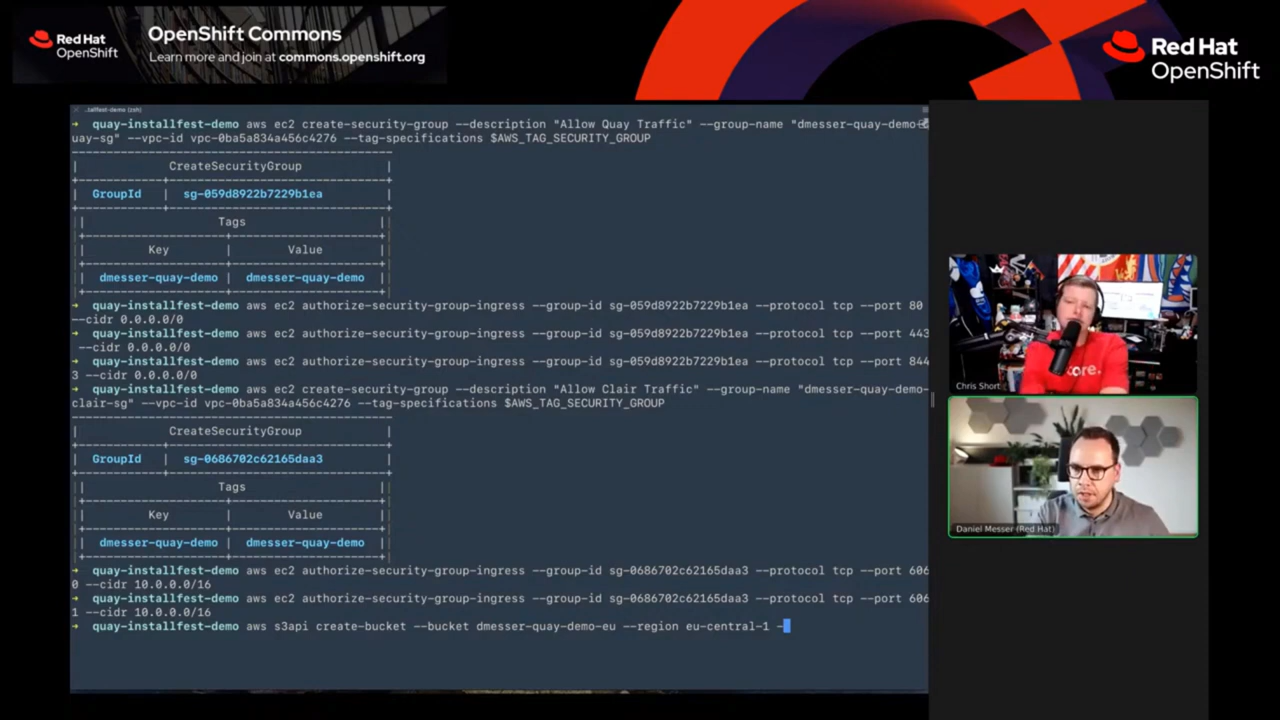 Red Hat
OpenShift
OpenShift Commons
Learn more and join at commons.openshift.org
Red Hat
OpenShift
..tallfest-demo (zsh)
→ quay-installfest-demo aws ec2 create-security-group --description "Allow Quay Traffic" --group-name "dmesser-quay-demo-
uay-sg" --vpc-id vpc-0ba5a834a456c4276 --tag-specifications $AWS_TAG_SECURITY_GROUP
| CreateSecurityGroup |
| GroupId | sg-059d8922b7229b1ea |
|| Tags ||
|| Key | Value ||
|| dmesser-quay-demo | dmesser-quay-demo ||
→ quay-installfest-demo aws ec2 authorize-security-group-ingress --group-id sg-059d8922b7229b1ea --protocol tcp --port 80
--cidr 0.0.0.0/0
→ quay-installfest-demo aws ec2 authorize-security-group-ingress --group-id sg-059d8922b7229b1ea --protocol tcp --port 443
--cidr 0.0.0.0/0
→ quay-installfest-demo aws ec2 authorize-security-group-ingress --group-id sg-059d8922b7229b1ea --protocol tcp --port 844
3 --cidr 0.0.0.0/0
→ quay-installfest-demo aws ec2 create-security-group --description "Allow Clair Traffic" --group-name "dmesser-quay-demo-
clair-sg" --vpc-id vpc-0ba5a834a456c4276 --tag-specifications $AWS_TAG_SECURITY_GROUP
| CreateSecurityGroup |
| GroupId | sg-0686702c62165daa3 |
|| Tags ||
|| Key | Value ||
|| dmesser-quay-demo | dmesser-quay-demo ||
→ quay-installfest-demo aws ec2 authorize-security-group-ingress --group-id sg-0686702c62165daa3 --protocol tcp --port 606
0 --cidr 10.0.0.0/16
→ quay-installfest-demo aws ec2 authorize-security-group-ingress --group-id sg-0686702c62165daa3 --protocol tcp --port 606
1 --cidr 10.0.0.0/16
→ quay-installfest-demo aws s3api create-bucket --bucket dmesser-quay-demo-eu --region eu-central-1 -
core.
Chris Short
Daniel Messer (Red Hat)